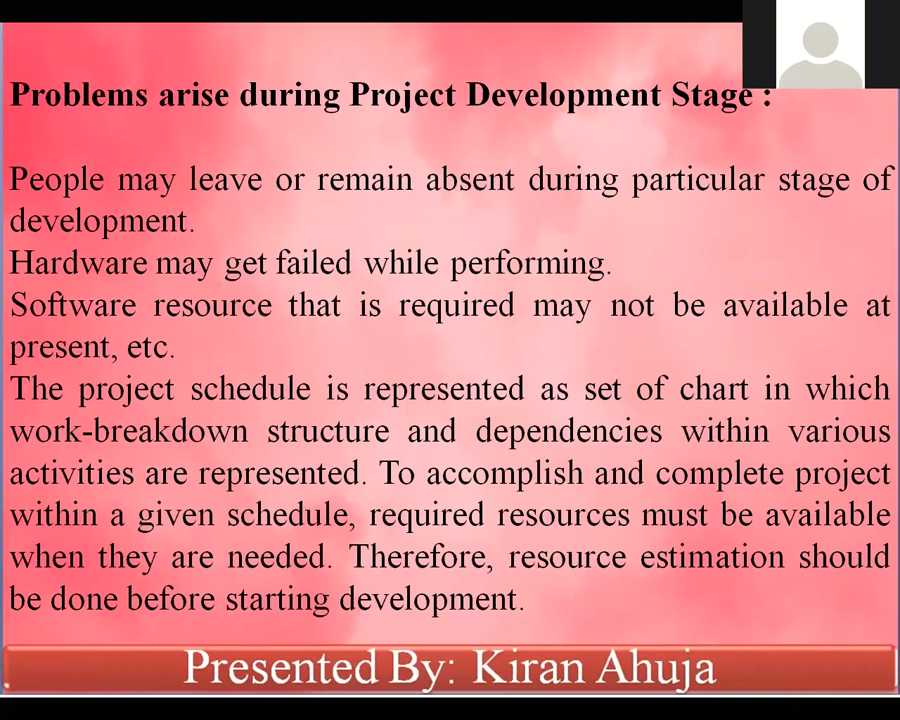 Problems arise during Project Development Stage :
People may leave or remain absent during particular stage of
development.
Hardware may get failed while performing.
Software resource that is required may not be available at
present, etc.
The project schedule is represented as set of chart in which
work-breakdown structure and dependencies within various
activities are represented. To accomplish and complete project
within a given schedule, required resources must be available
when they are needed. Therefore, resource estimation should
be done before starting development.
Presented By: Kiran Ahuja